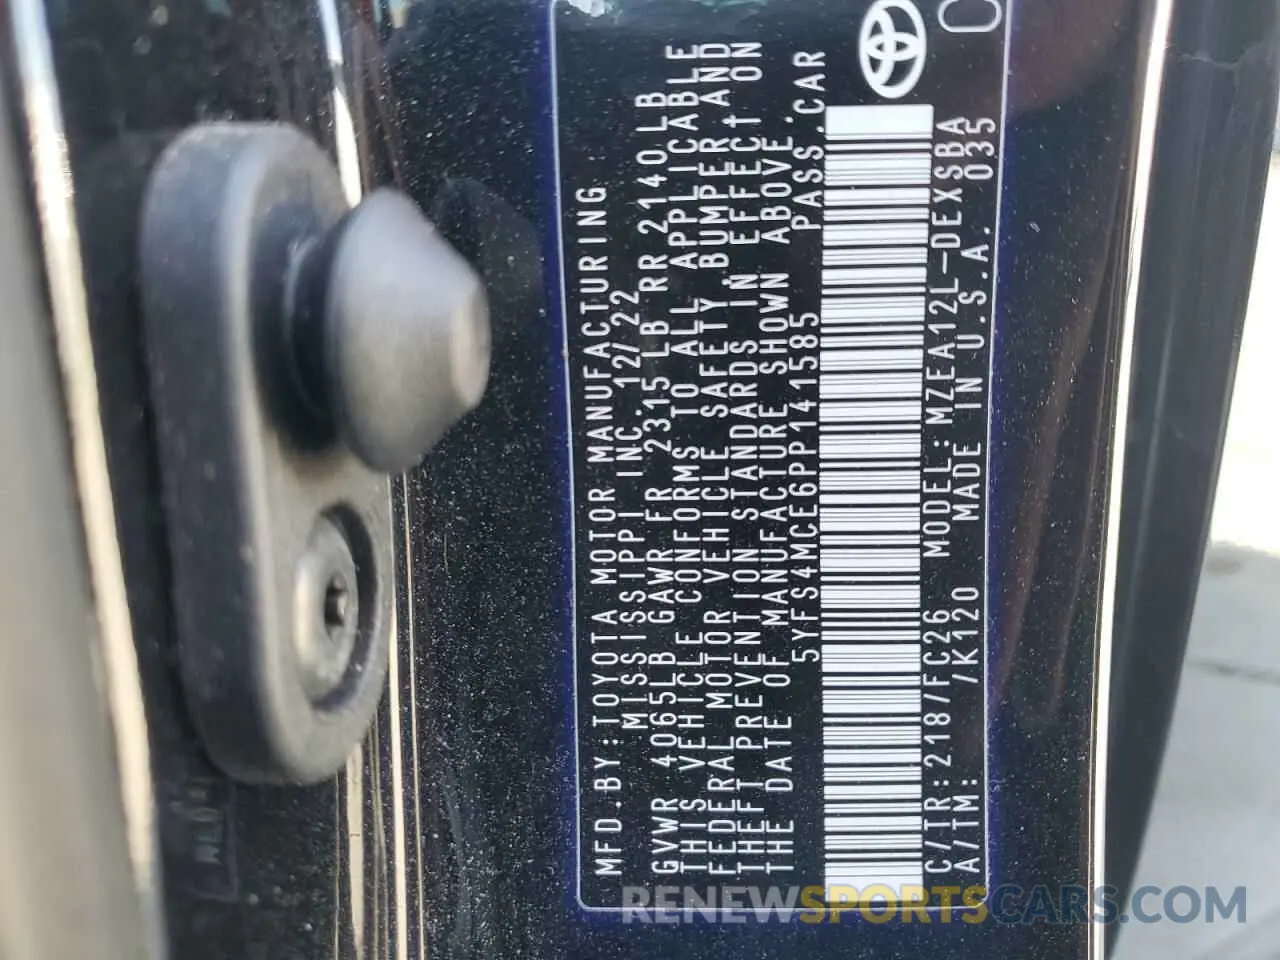 MFD.BY:TOYOTA MOTOR MANUFACTURING
MISSISSIPPI INC.12/22
GVWR 4065LB GAWR FR 2315 LB RR 2140LB
THIS VEHICLE CONFORMS TO ALL APPLICABLE
FEDERAL MOTOR VEHICLE SAFETY, BUMPER AND
THEFT PREVENTION STANDARDS IN EFFECT ON
THE DATE OF MANUFACTURE SHOWN ABOVE.
5YFS4MCE6PP141585 PASS.CAR
C/TR:218/FC26 MODEL:MZEA12L-DEXSBA
A/TM: /K120 MADE IN U.S.A. 035
RENEWSPORTSCARS.COM